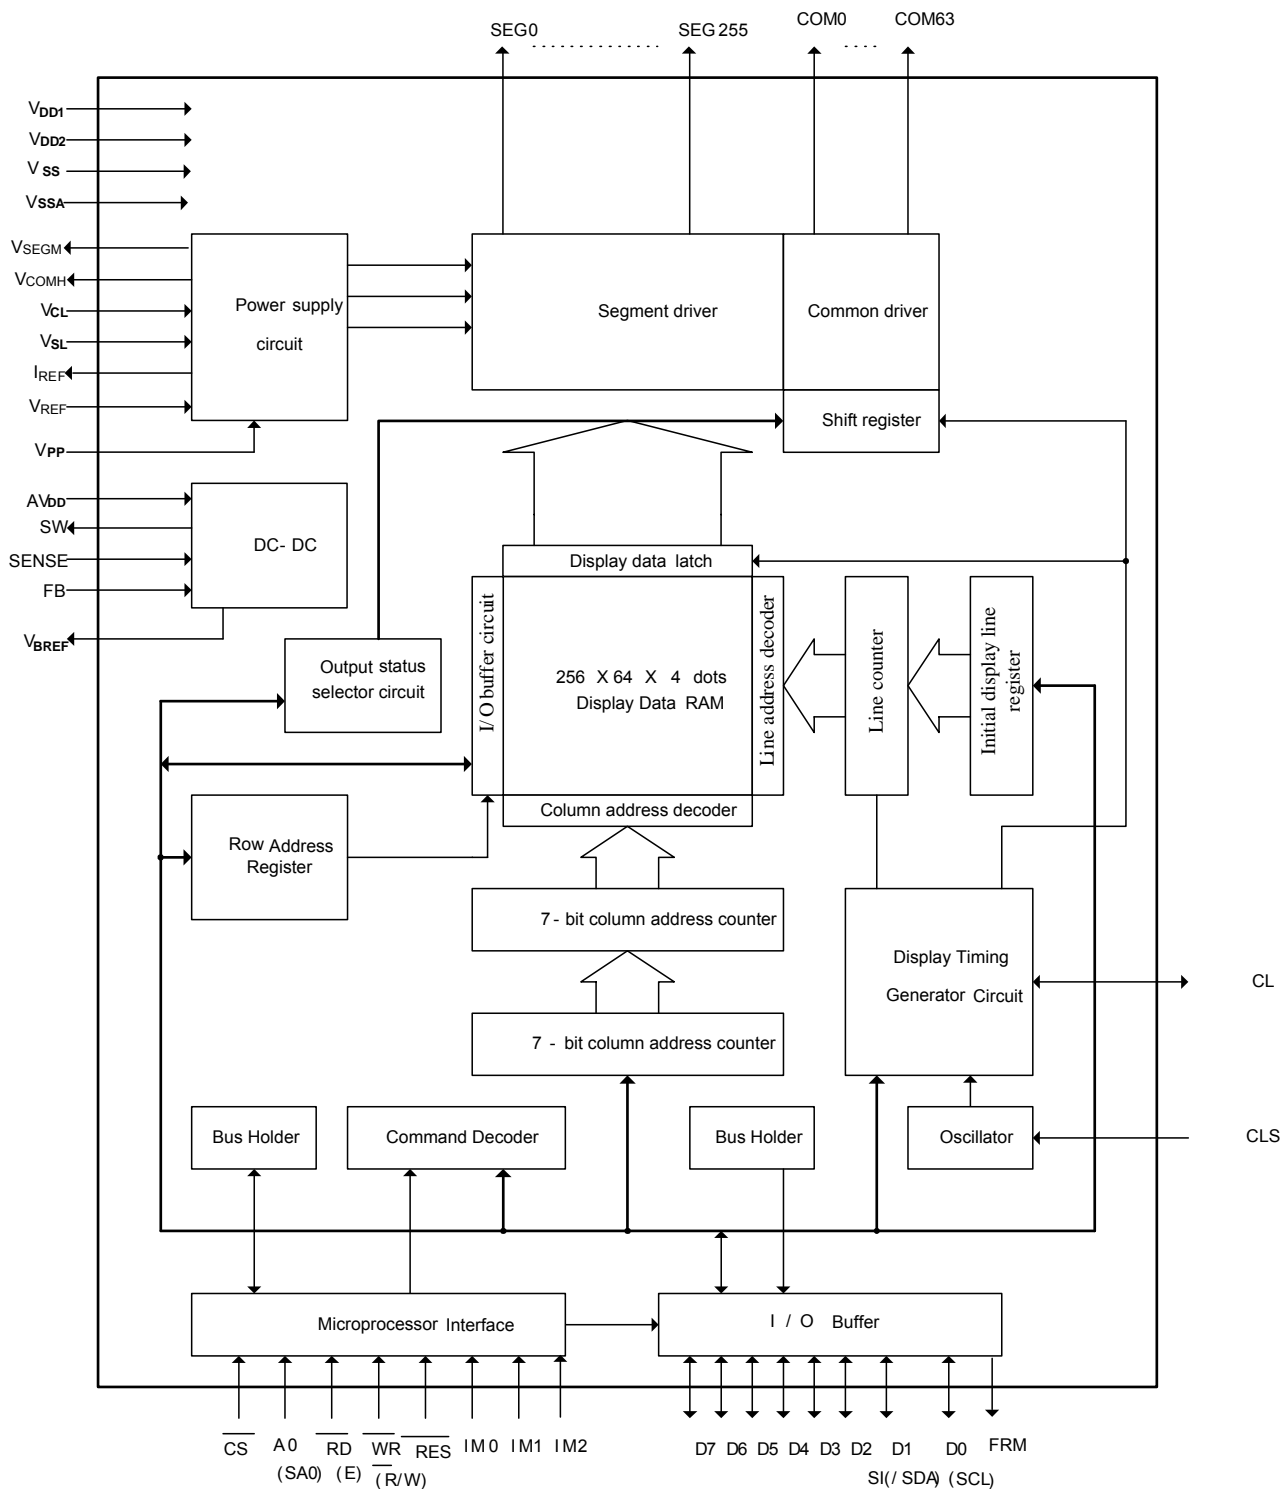 SEG0 ............... SEG255 COM0 .... COM63
VDD1
VDD2
VSS
VSSA
VSEGM
VCOMH
VCL
VSL
IREF
VREF
VPP
Power supply
circuit
Segment driver
Common driver
Shift register
AVDD
SW
SENSE
FB
VBREF
DC- DC
Display data latch
Output status
selector circuit
I/O buffer circuit
256 X 64 X 4 dots
Display Data RAM
Line address decoder
Line counter
Initial display line
register
Column address decoder
Row Address
Register
7 - bit column address counter
Display Timing
Generator Circuit
CL
7 - bit column address counter
Bus Holder
Command Decoder
Bus Holder
Oscillator
CLS
Microprocessor Interface
I / O Buffer
CS A0 RD WR RES IM0 IM1 IM2
(SA0) (E) (R/W)
D7 D6 D5 D4 D3 D2 D1 D0 FRM
SI(/ SDA) (SCL)